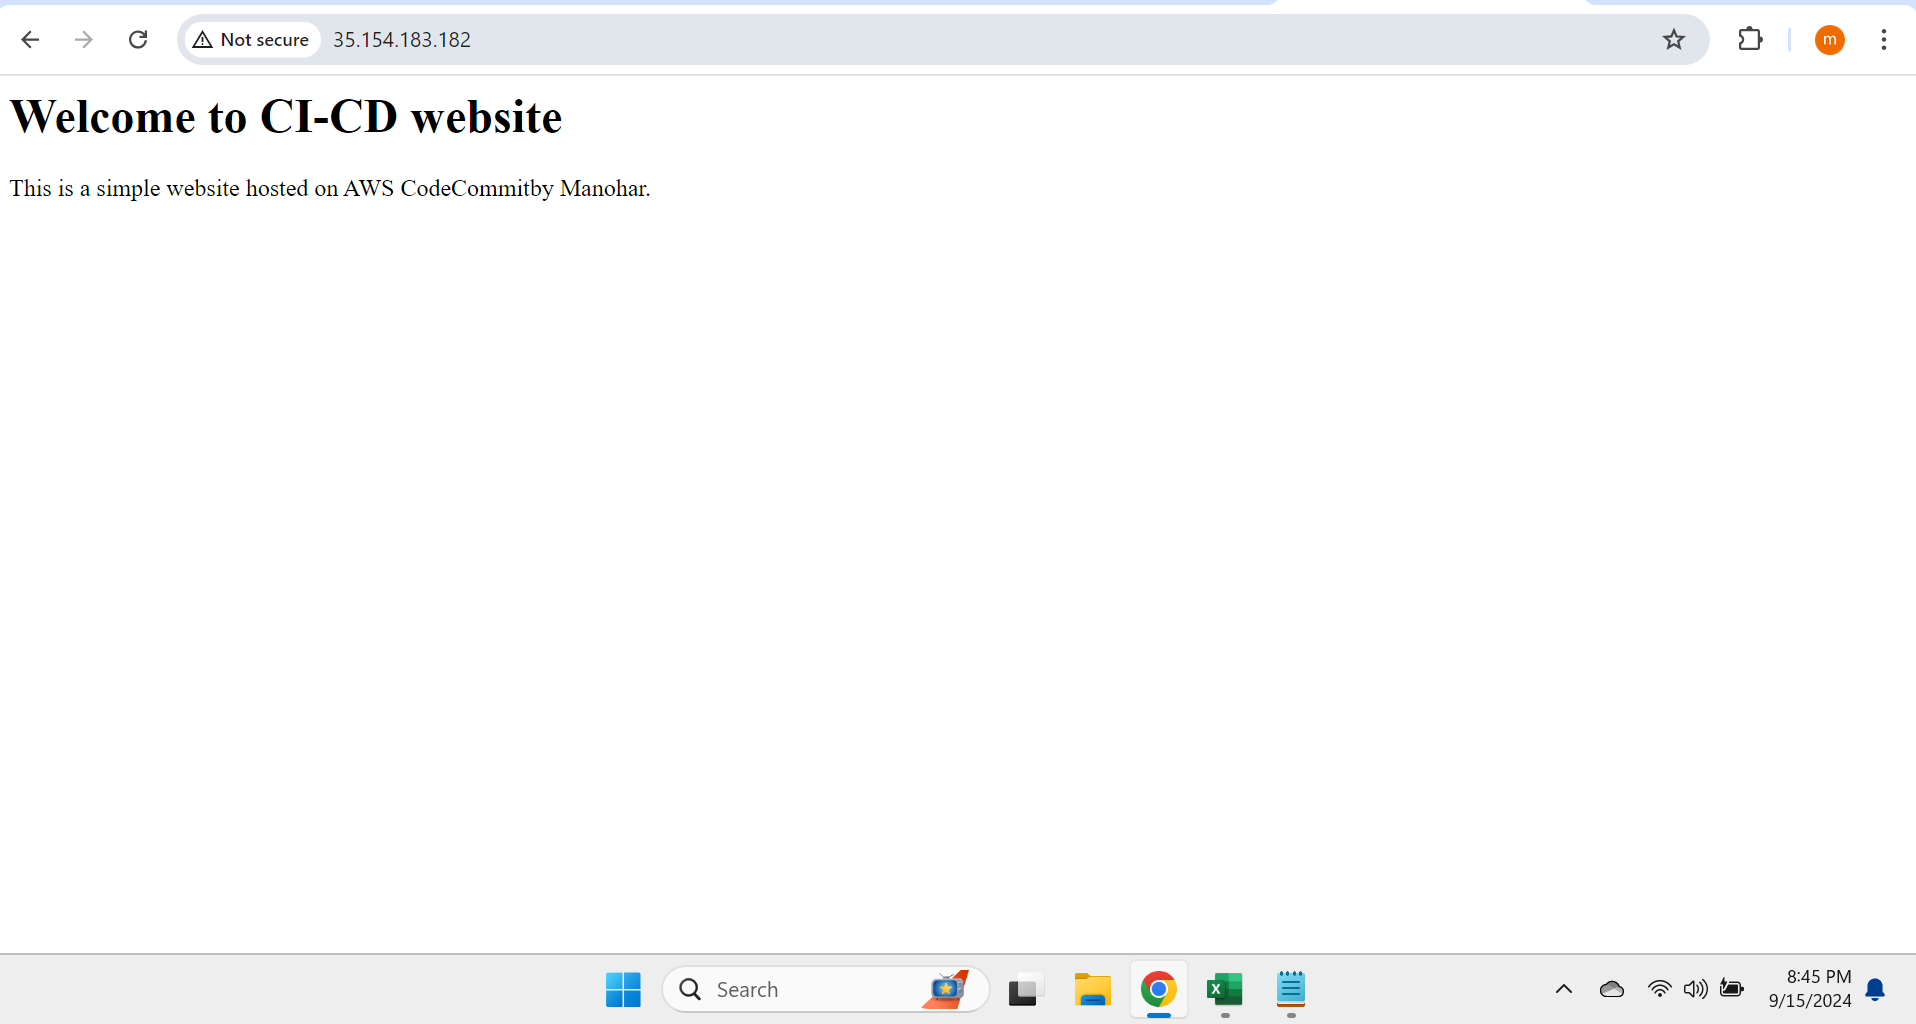 Not secure
35.154.183.182
m
Welcome to CI-CD website
This is a simple website hosted on AWS CodeCommitby Manohar.
Search
X
8:45 PM
9/15/2024